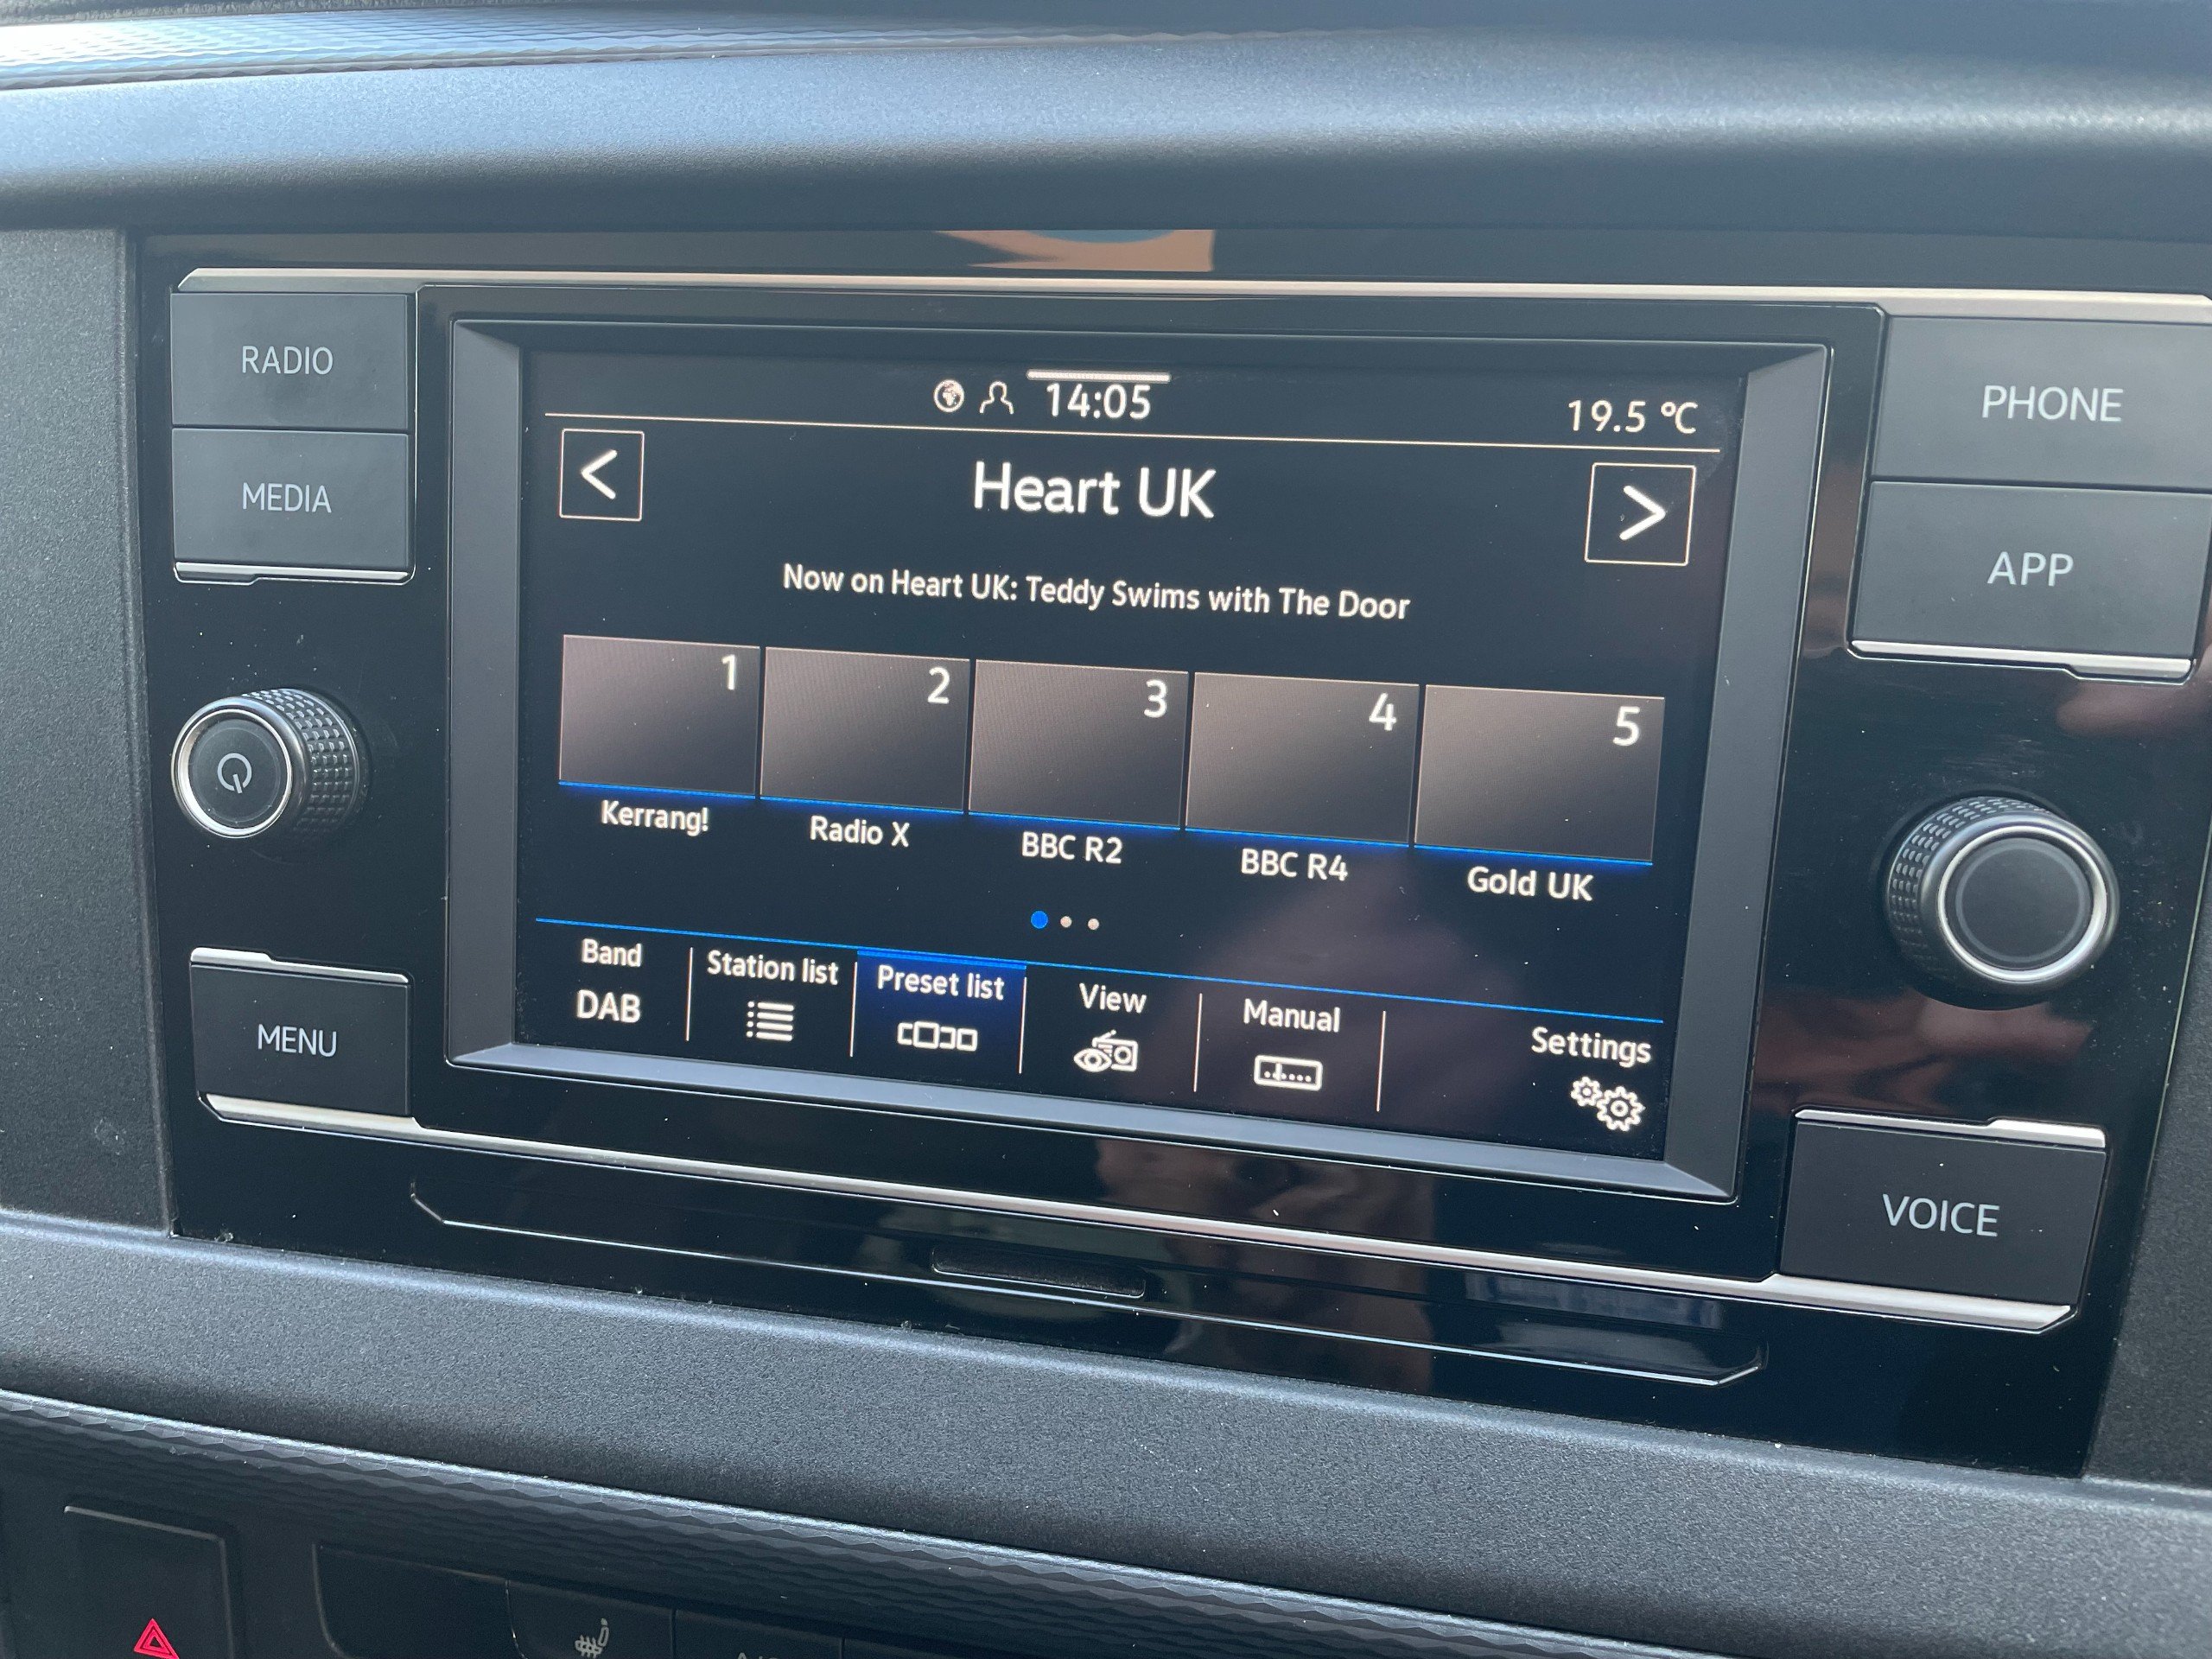 RADIO
MEDIA
MENU
14:05
19.5 °C
<
Heart UK
>
Now on Heart UK: Teddy Swims with The Door
1
2
3
4
5
Kerrang!
Radio X
BBC R2
BBC R4
Gold UK
Band
DAB
Station list
Preset list
View
Manual
Settings
PHONE
APP
VOICE